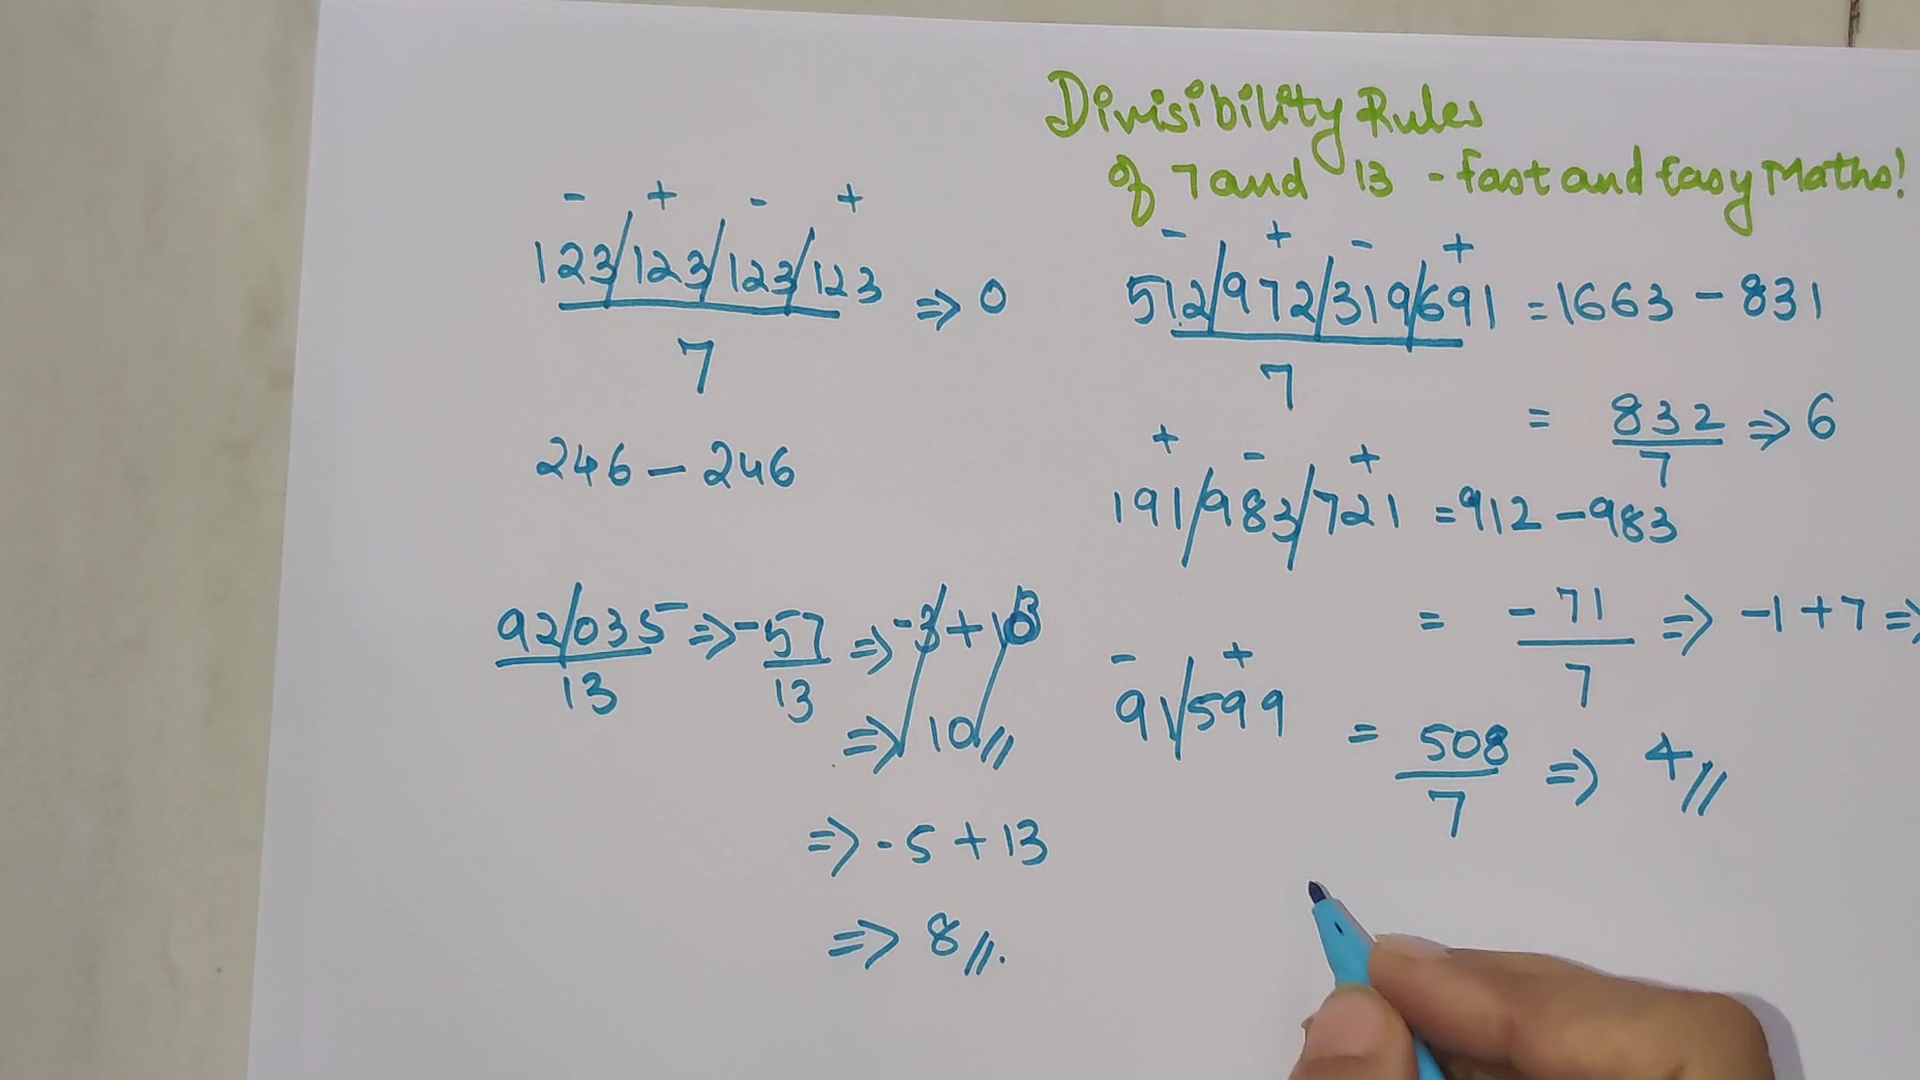 Divisibility Rules
of 7 and 13 - Fast and Easy Maths!
- + - +
123/123/123/123 ⇒ 0
7
246 - 246
92/035 ⇒ -57 ⇒ -3 + 10
13 13
⇒ 10//
⇒ -5 + 13
⇒ 8//.
- + - +
512/972/319/691 = 1663 - 831
7
= 832 ⇒ 6
7
+ - +
191/983/721 = 912 - 983
= -71 ⇒ -1 + 7 ⇒
7
- +
91/599 = 508 ⇒ 4//
7